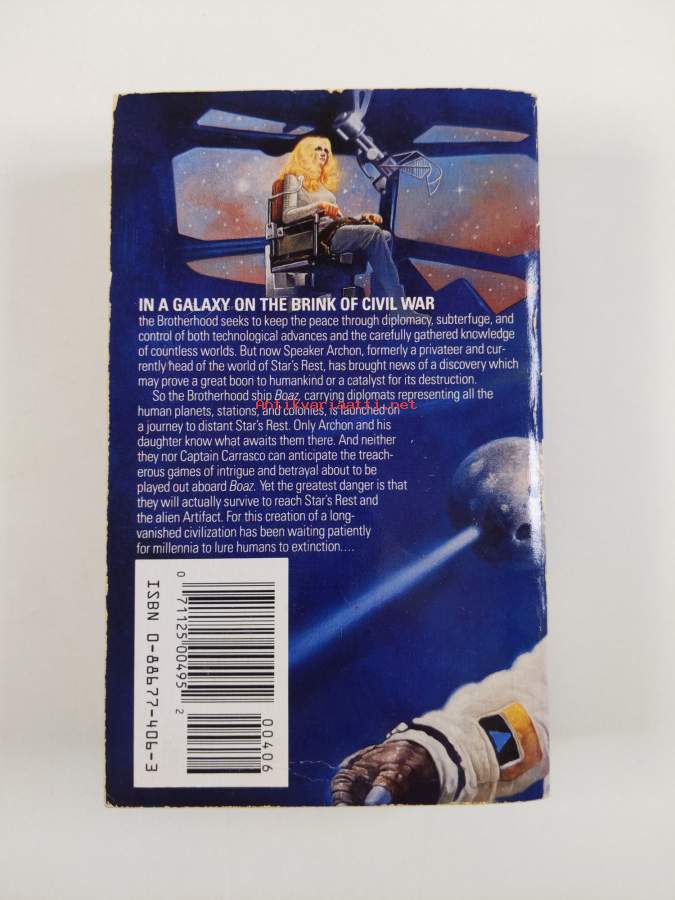 IN A GALAXY ON THE BRINK OF CIVIL WAR
the Brotherhood seeks to keep the peace through diplomacy, subterfuge, and
control of both technological advances and the carefully gathered knowledge
of countless worlds. But now Speaker Archon, formerly a privateer and cur-
rently head of the world of Star's Rest, has brought news of a discovery which
may prove a great boon to humankind or a catalyst for its destruction.
So the Brotherhood ship Boaz, carrying diplomats representing all the
Antikvariaatti.net
human planets, stations, and colonies, is launched on
a journey to distant Star's Rest. Only Archon and his
daughter know what awaits them there. And neither
they nor Captain Carrasco can anticipate the treach-
erous games of intrigue and betrayal about to be
played out aboard Boaz. Yet the greatest danger is that
they will actually survive to reach Star's Rest and
the alien Artifact. For this creation of a long-
vanished civilization has been waiting patiently
for millennia to lure humans to extinction....
ISBN 0-88677-406-3
0 71125 00495 2
00406